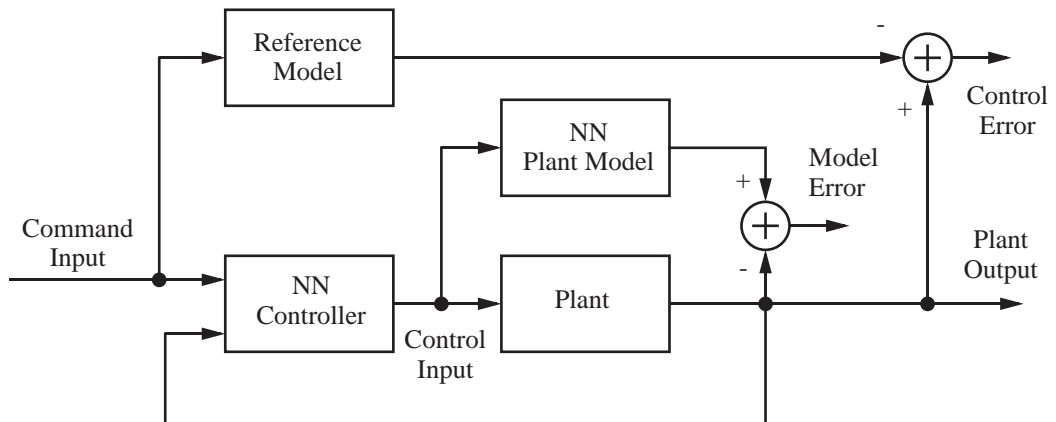 Reference
Model
-
+
Control
Error
NN
Plant Model
Model
Error
+
-
Command
Input
NN
Controller
Control
Input
Plant
Plant
Output